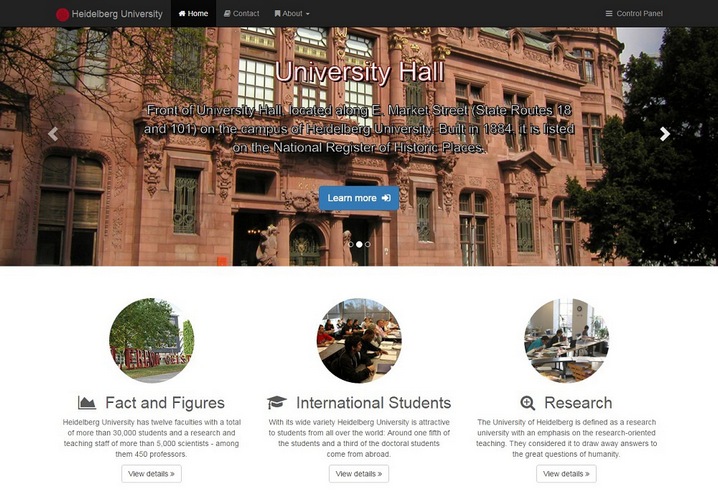 Heidelberg University
Home
Contact
About
Control Panel
University Hall
Front of University Hall, located along E. Market Street (State Routes 18
and 101) on the campus of Heidelberg University. Built in 1884, it is listed
on the National Register of Historic Places.
Learn more
Fact and Figures
Heidelberg University has twelve faculties with a total
of more than 30,000 students and a research and
teaching staff of more than 5,000 scientists - among
them 450 professors.
View details »
International Students
With its wide variety Heidelberg University is attractive
to students from all over the world: Around one fifth of
the students and a third of the doctoral students
come from abroad.
View details »
Research
The University of Heidelberg is defined as a research
university with an emphasis on the research-oriented
teaching. They considered it to draw away answers to
the great questions of humanity.
View details »